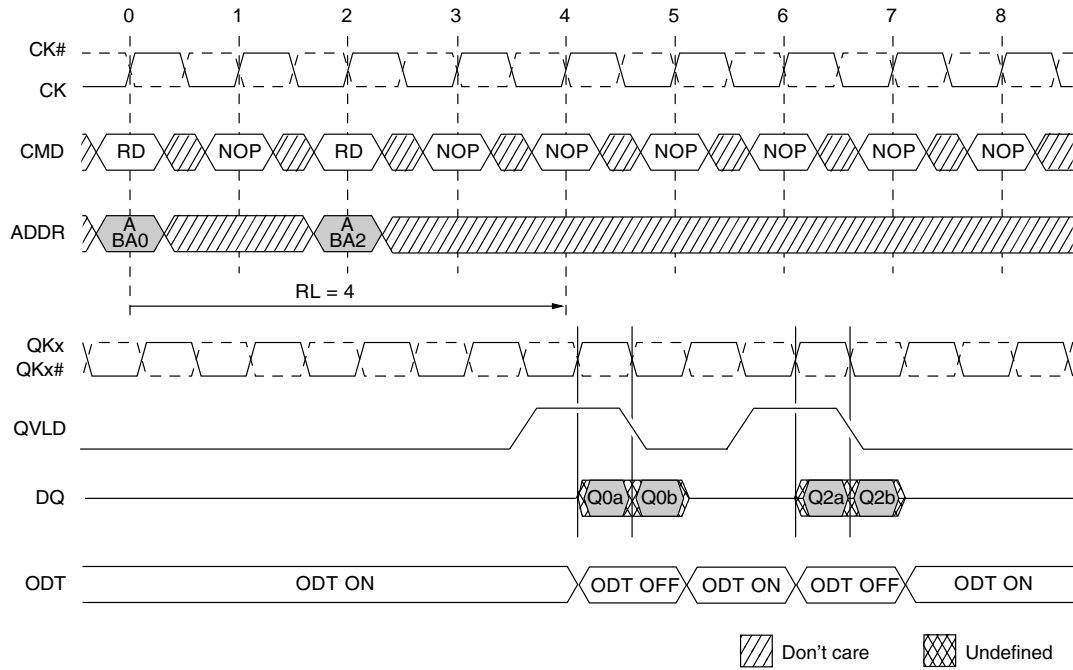 0 1 2 3 4 5 6 7 8
CK#
CK
CMD RD NOP RD NOP NOP NOP NOP NOP NOP
ADDR A BA0 A BA2
RL = 4
QKx
QKx#
QVLD
DQ Q0a Q0b Q2a Q2b
ODT ODT ON ODT OFF ODT ON ODT OFF ODT ON
Don't care Undefined